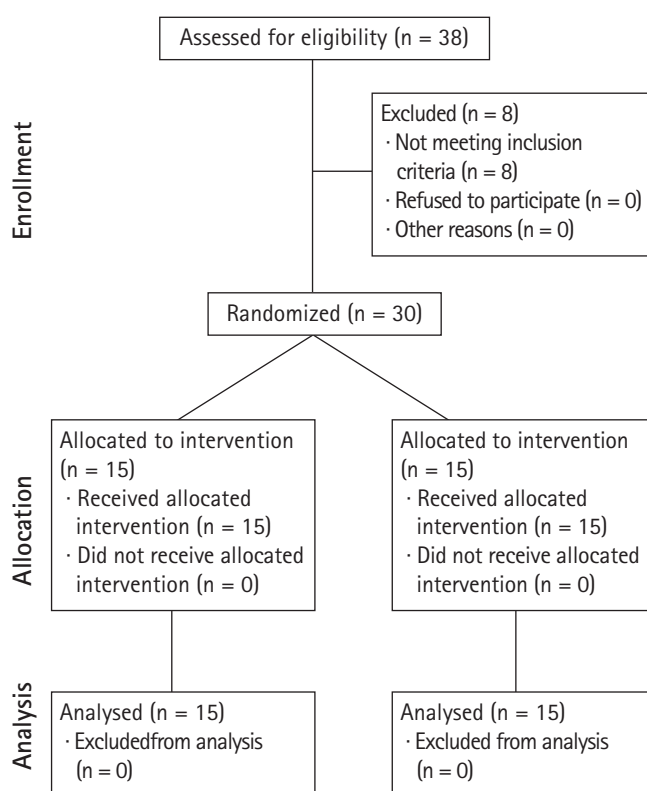 Assessed for eligibility (n = 38)
Enrollment
Excluded (n = 8)
· Not meeting inclusion
criteria (n = 8)
· Refused to participate (n = 0)
· Other reasons (n = 0)
Randomized (n = 30)
Allocation
Allocated to intervention
(n = 15)
· Received allocated
intervention (n = 15)
· Did not receive allocated
intervention (n = 0)
Allocated to intervention
(n = 15)
· Received allocated
intervention (n = 15)
· Did not receive allocated
intervention (n = 0)
Analysis
Analysed (n = 15)
· Excludedfrom analysis
(n = 0)
Analysed (n = 15)
· Excluded from analysis
(n = 0)